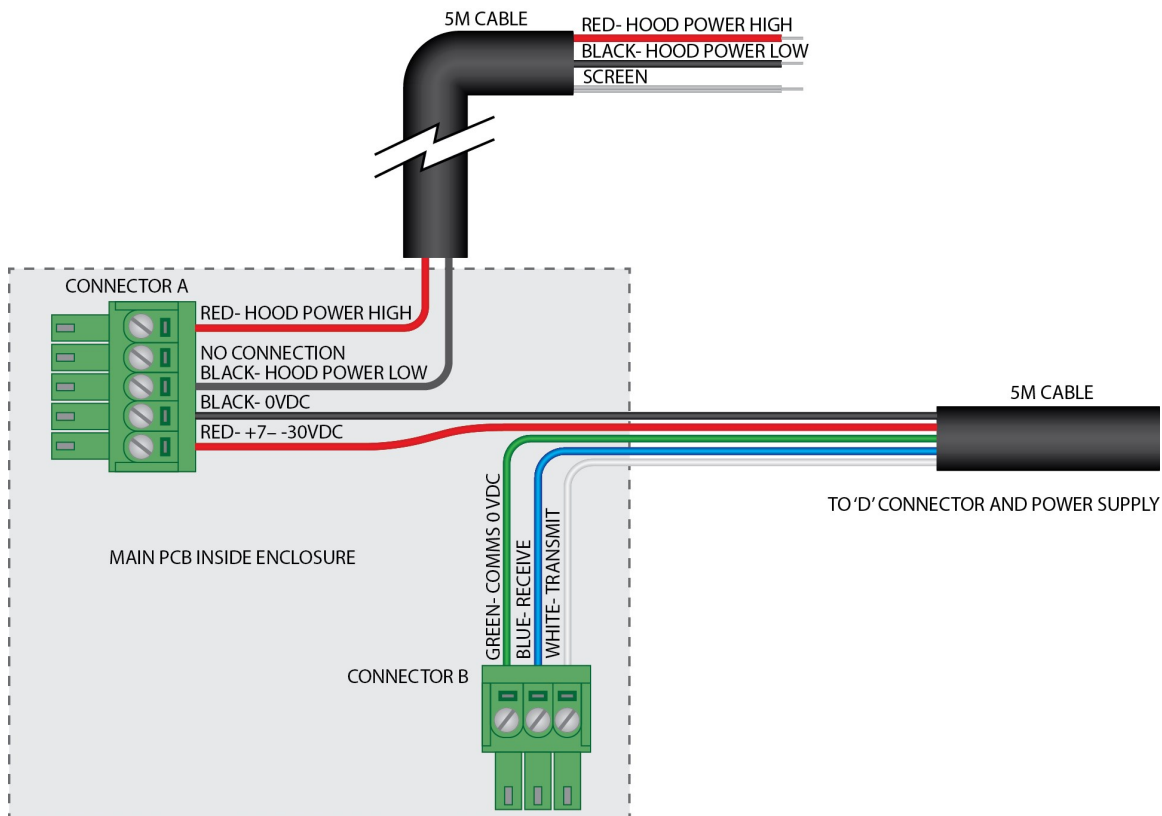 5M CABLE
RED- HOOD POWER HIGH
BLACK- HOOD POWER LOW
SCREEN
CONNECTOR A
RED- HOOD POWER HIGH
NO CONNECTION
BLACK- HOOD POWER LOW
BLACK- 0VDC
RED- +7– -30VDC
5M CABLE
TO ‘D’ CONNECTOR AND POWER SUPPLY
MAIN PCB INSIDE ENCLOSURE
GREEN- COMMS 0 VDC
BLUE- RECEIVE
WHITE- TRANSMIT
CONNECTOR B